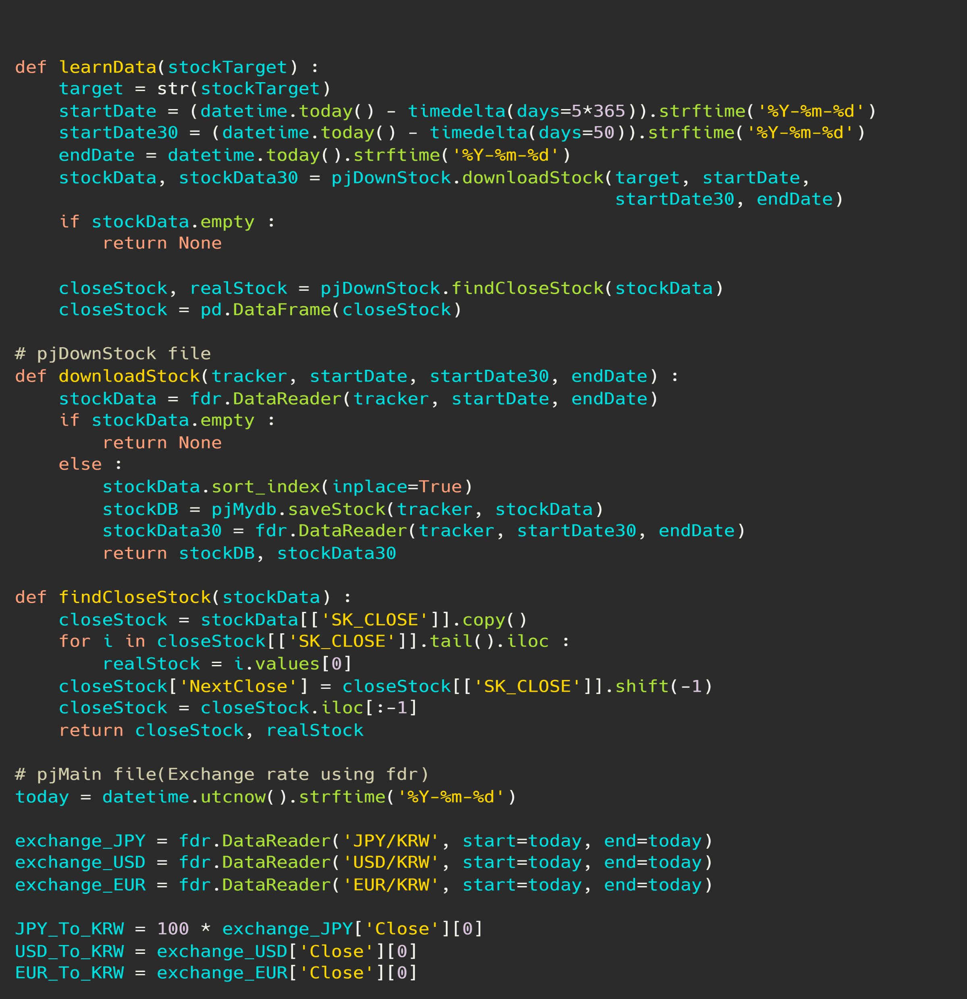 def learnData(stockTarget) :
    target = str(stockTarget)
    startDate = (datetime.today() - timedelta(days=5*365)).strftime('%Y-%m-%d')
    startDate30 = (datetime.today() - timedelta(days=50)).strftime('%Y-%m-%d')
    endDate = datetime.today().strftime('%Y-%m-%d')
    stockData, stockData30 = pjDownStock.downloadStock(target, startDate,
                                                       startDate30, endDate)
    if stockData.empty :
        return None

    closeStock, realStock = pjDownStock.findCloseStock(stockData)
    closeStock = pd.DataFrame(closeStock)

# pjDownStock file
def downloadStock(tracker, startDate, startDate30, endDate) :
    stockData = fdr.DataReader(tracker, startDate, endDate)
    if stockData.empty :
        return None
    else :
        stockData.sort_index(inplace=True)
        stockDB = pjMydb.saveStock(tracker, stockData)
        stockData30 = fdr.DataReader(tracker, startDate30, endDate)
        return stockDB, stockData30

def findCloseStock(stockData) :
    closeStock = stockData[['SK_CLOSE']].copy()
    for i in closeStock[['SK_CLOSE']].tail().iloc :
        realStock = i.values[0]
    closeStock['NextClose'] = closeStock[['SK_CLOSE']].shift(-1)
    closeStock = closeStock.iloc[:-1]
    return closeStock, realStock

# pjMain file(Exchange rate using fdr)
today = datetime.utcnow().strftime('%Y-%m-%d')

exchange_JPY = fdr.DataReader('JPY/KRW', start=today, end=today)
exchange_USD = fdr.DataReader('USD/KRW', start=today, end=today)
exchange_EUR = fdr.DataReader('EUR/KRW', start=today, end=today)

JPY_To_KRW = 100 * exchange_JPY['Close'][0]
USD_To_KRW = exchange_USD['Close'][0]
EUR_To_KRW = exchange_EUR['Close'][0]